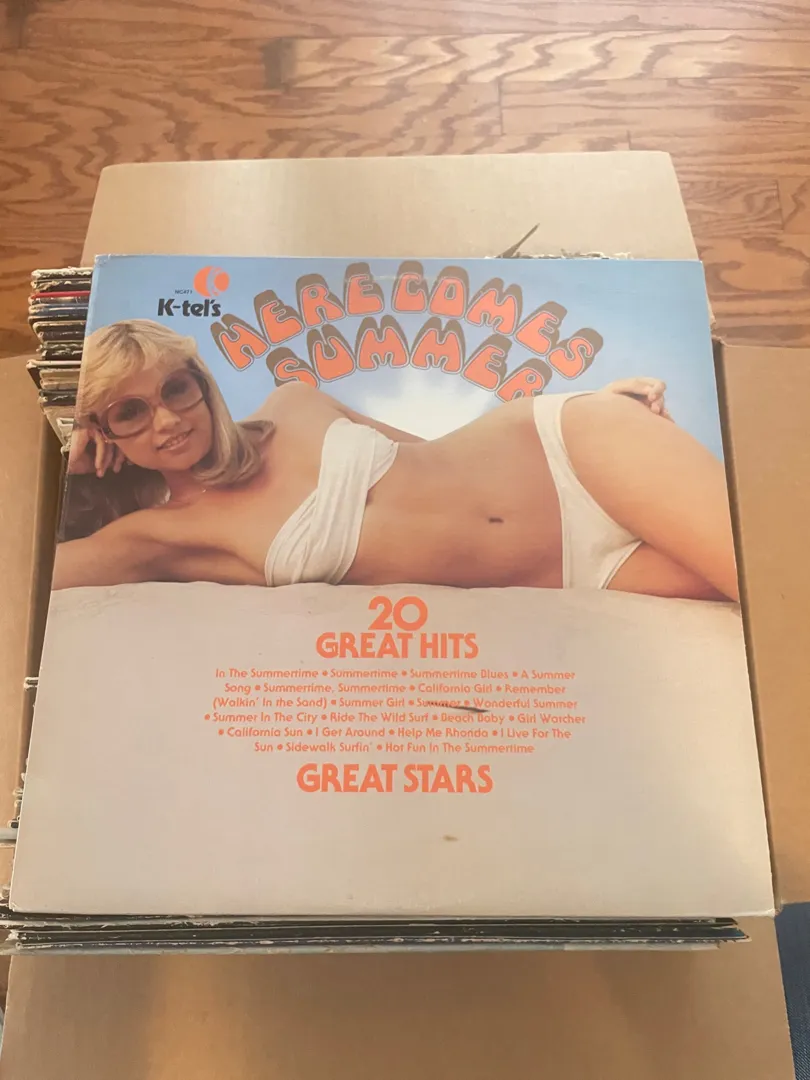 K-tel's
HERE COMES
SUMMER
20
GREAT HITS
In The Summertime • Summertime • Summertime Blues • A Summer
Song • Summertime, Summertime • California Girl • Remember
(Walkin' In the Sand) • Summer Girl • Summer • Wonderful Summer
• Summer In The City • Ride The Wild Surf • Beach Baby • Girl Watcher
• California Sun • I Get Around • Help Me Rhonda • I Live For The
Sun • Sidewalk Surfin' • Hot Fun In The Summertime
GREAT STARS